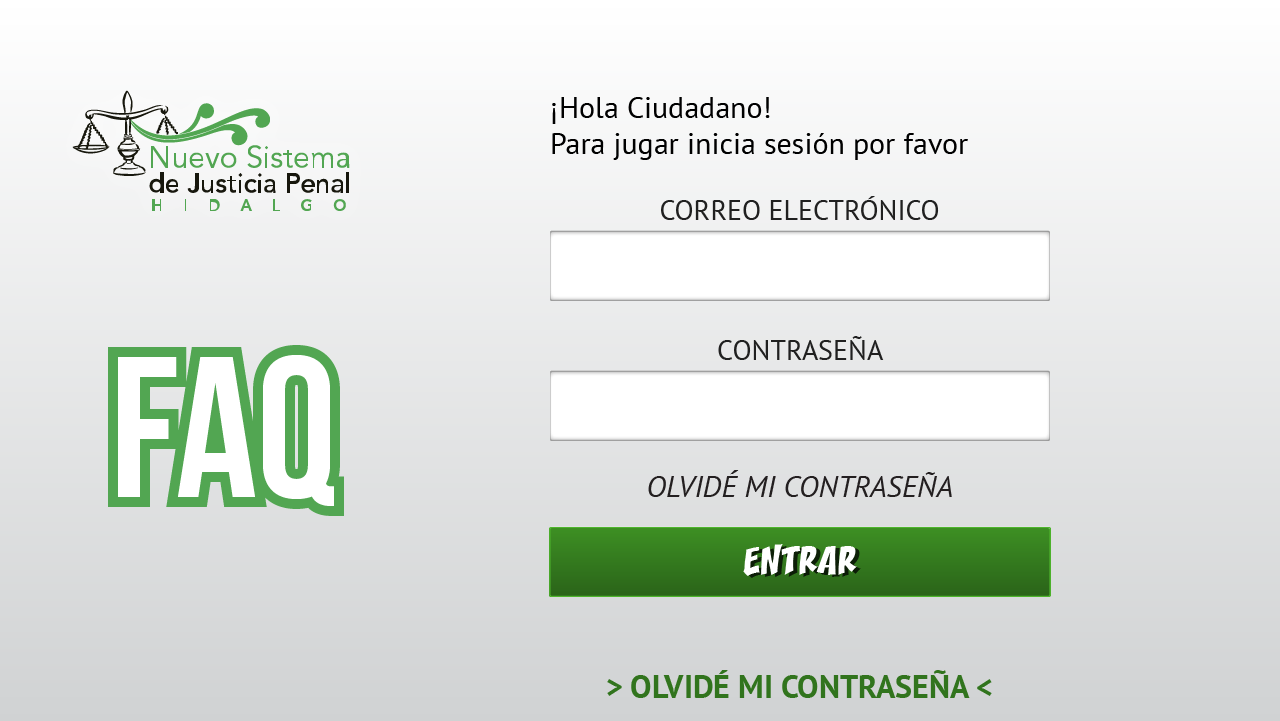 Nuevo Sistema
de Justicia Penal
HIDALGO
FAQ
¡Hola Ciudadano!
Para jugar inicia sesión por favor
CORREO ELECTRÓNICO
CONTRASEÑA
OLVIDÉ MI CONTRASEÑA
ENTRAR
> OLVIDÉ MI CONTRASEÑA <